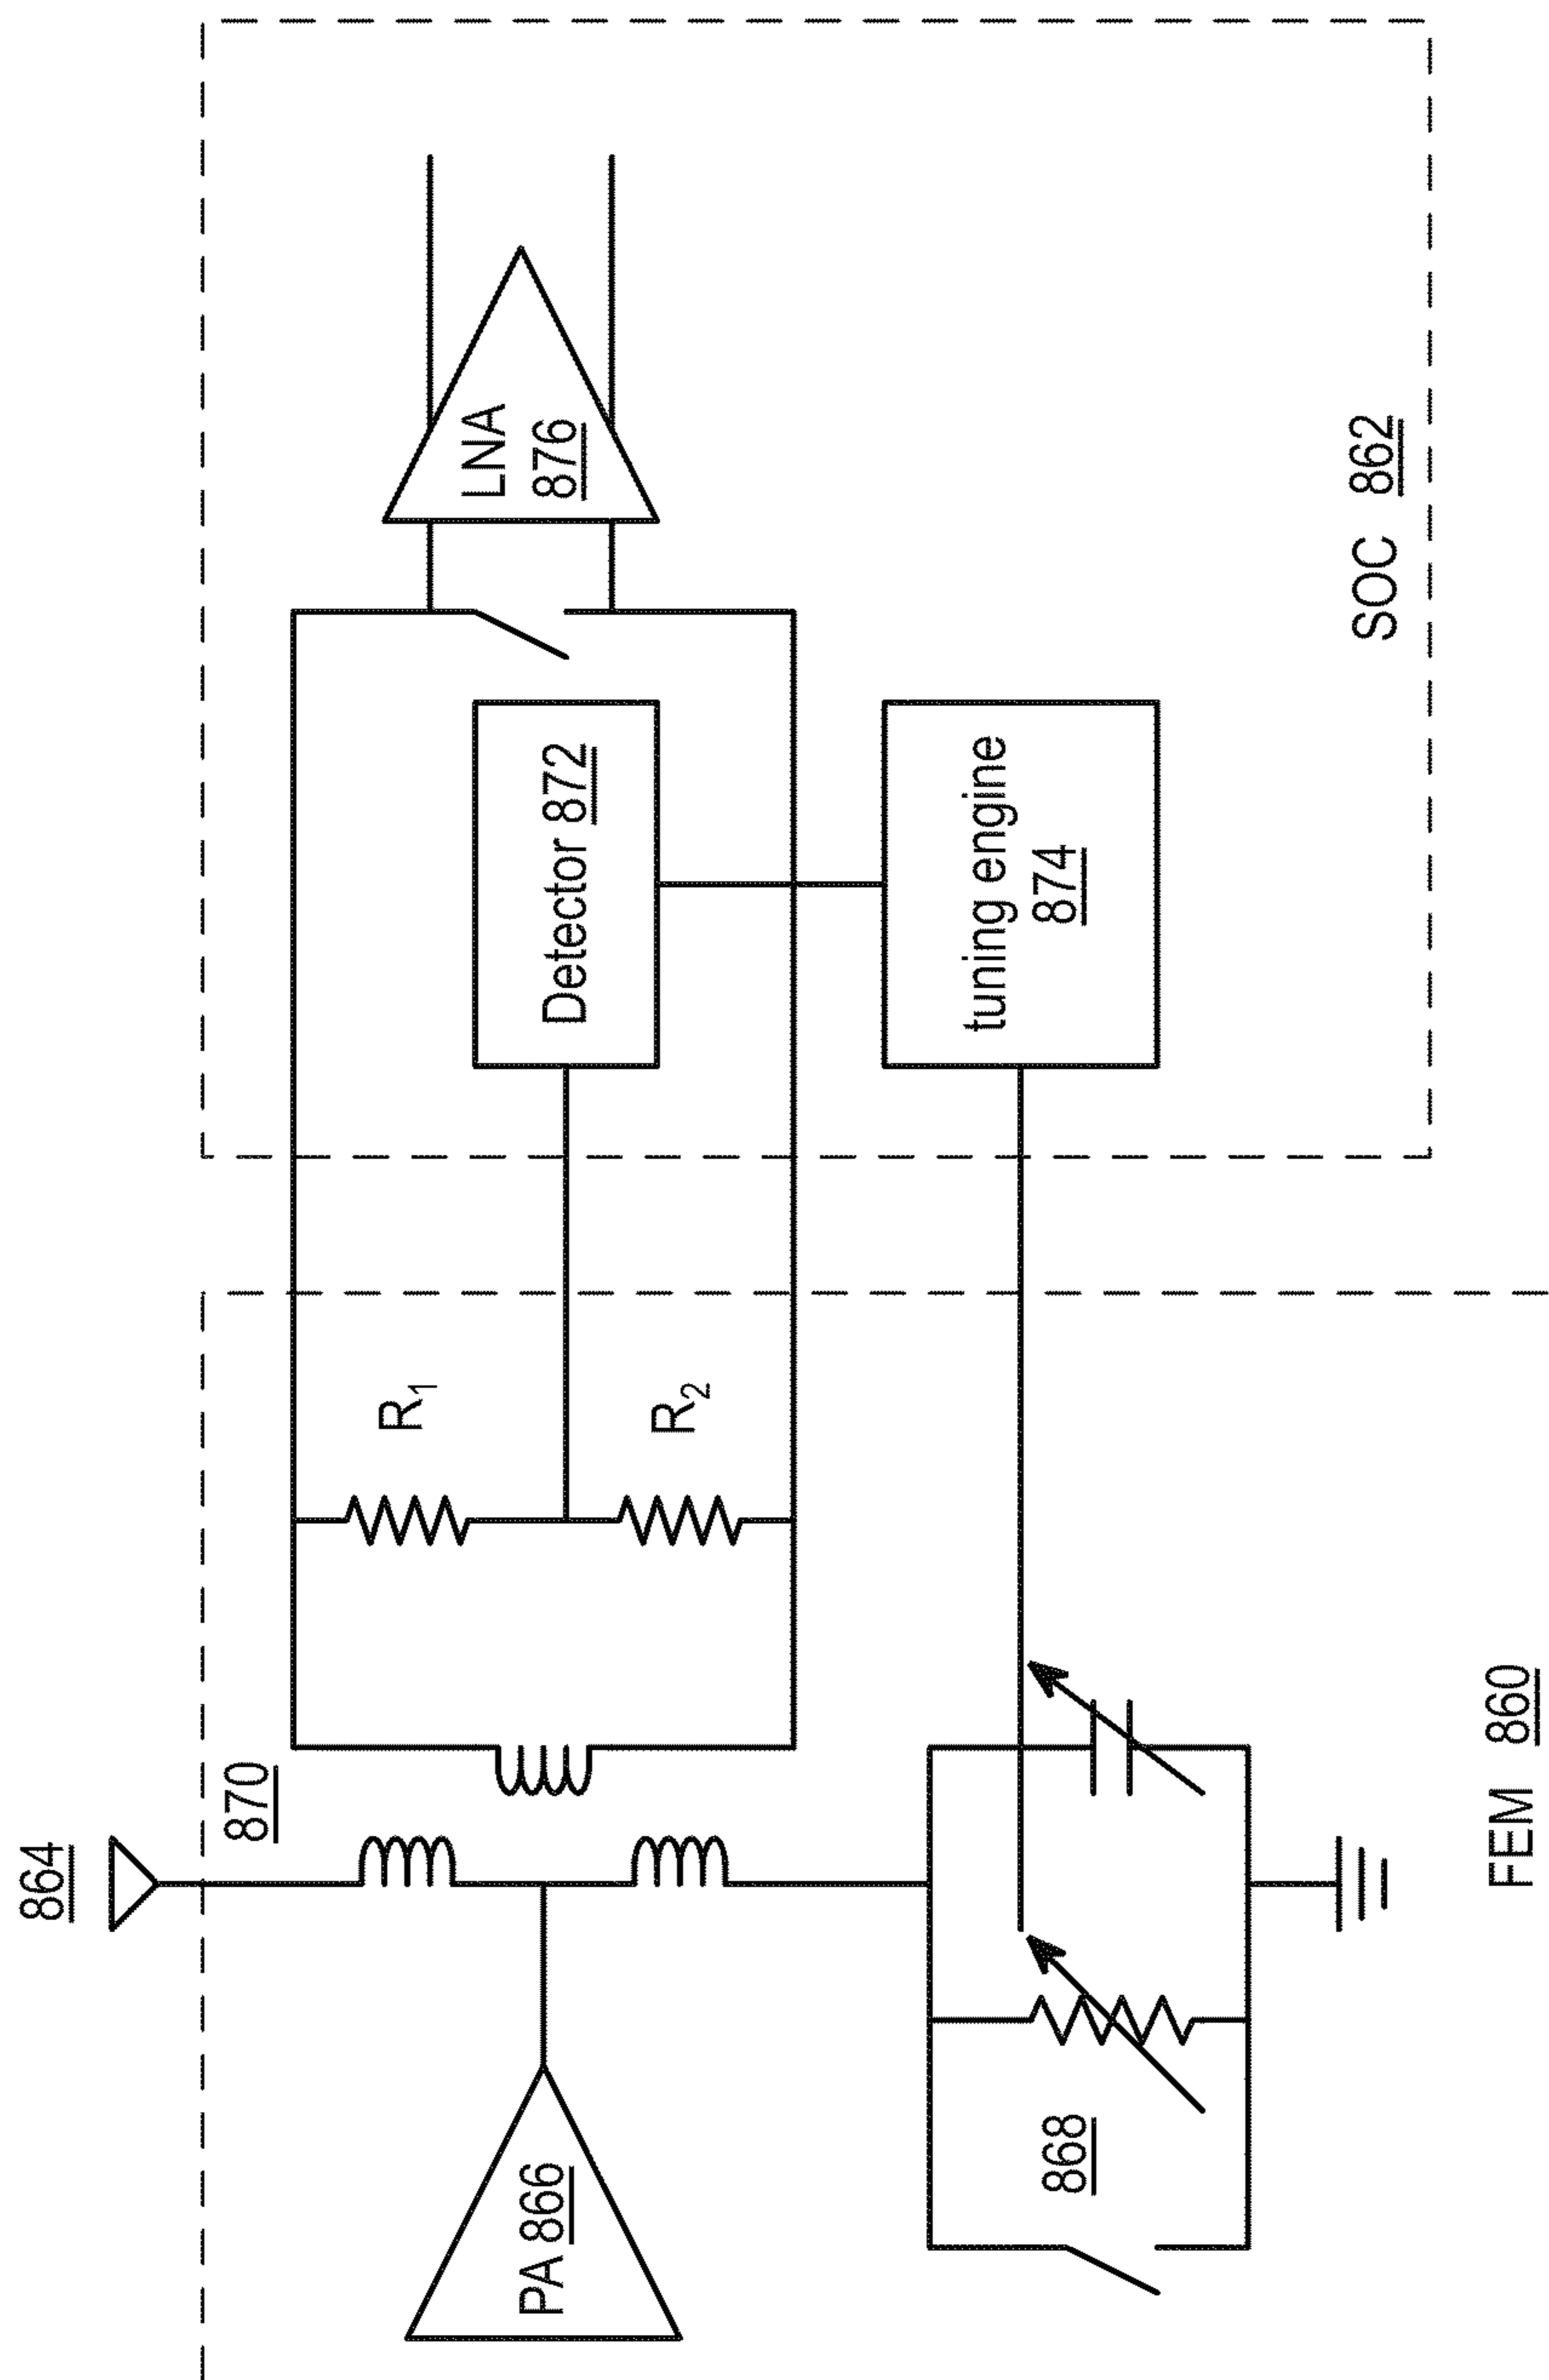 864
870
PA 866
868
FEM 860
R1
R2
Detector 872
tuning engine
874
LNA
876
SOC 862